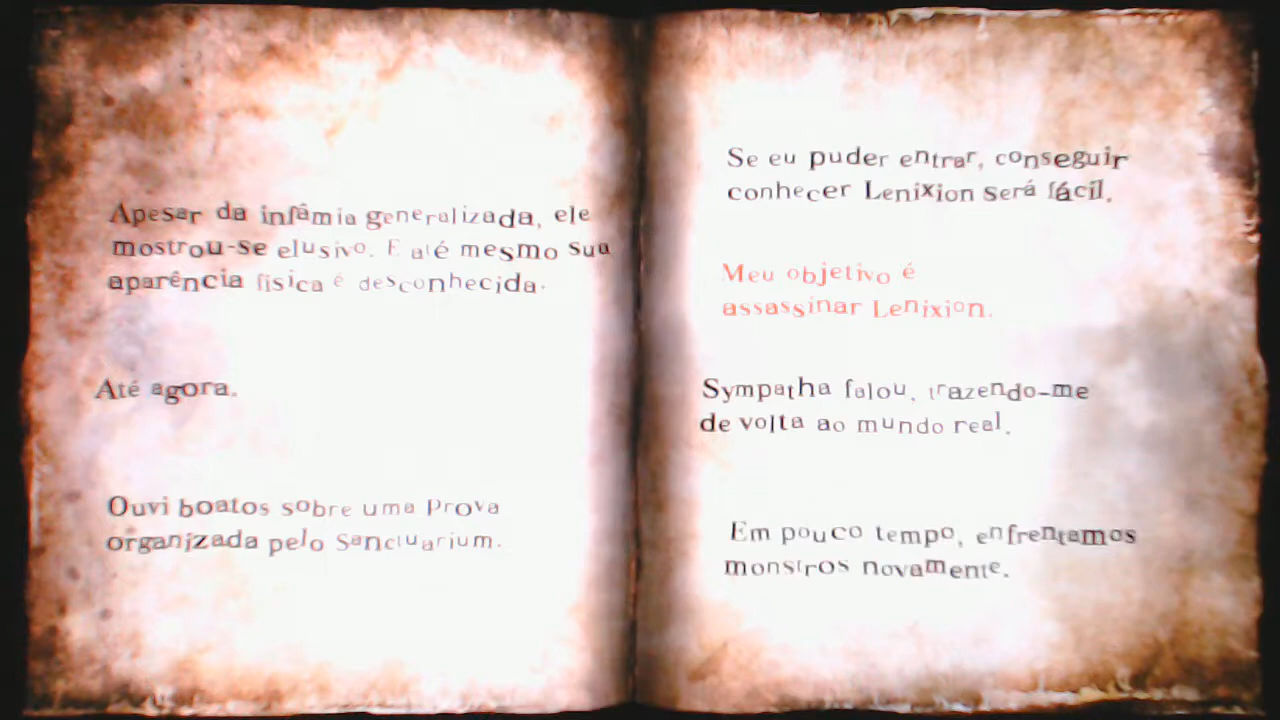 Apesar da infâmia generalizada, ele
mostrou-se elusivo. E até mesmo sua
aparência física é desconhecida.
Até agora.
Ouvi boatos sobre uma Prova
organizada pelo Sanctuarium.
Se eu puder entrar, conseguir
conhecer Lenixion será fácil.
Meu objetivo é
assassinar Lenixion.
Sympatha falou, trazendo-me
de volta ao mundo real.
Em pouco tempo, enfrentamos
monstros novamente.